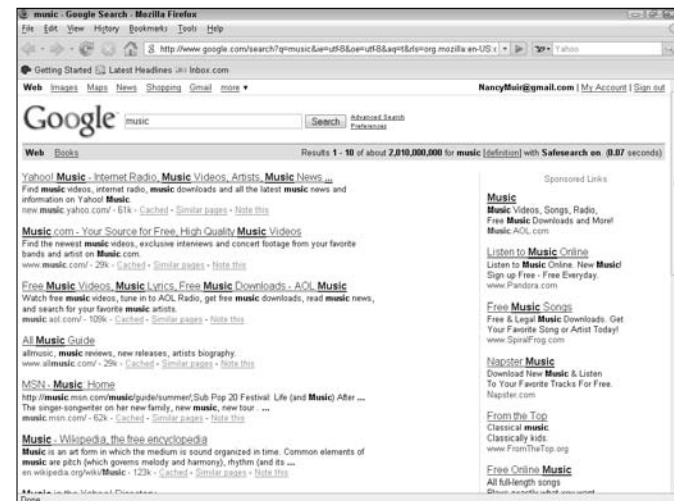 music - Google Search - Mozilla Firefox
File Edit View History Bookmarks Tools Help
http://www.google.com/search?q=music&ie=utf-8&oe=utf-8&aq=t&rls=org.mozilla:en-US:c Yahoo
Getting Started Latest Headlines Inbox.com
Web Images Maps News Shopping Gmail more ▼ NancyMuir@gmail.com | My Account | Sign out
Google music Search Advanced Search
Preferences
Web Books Results 1 - 10 of about 2,010,000,000 for music [definition] with Safesearch on. (0.07 seconds)
Yahoo! Music - Internet Radio, Music Videos, Artists, Music News ...
Find music videos, internet radio, music downloads and all the latest music news and
information on Yahoo! Music.
new.music.yahoo.com/ - 61k - Cached - Similar pages - Note this
Music.com - Your Source for Free, High Quality Music Videos
Find the newest music videos, exclusive interviews and concert footage from your favorite
bands and artist on Music.com.
www.music.com/ - 29k - Cached - Similar pages - Note this
Free Music Videos, Music Lyrics, Free Music Downloads - AOL Music
Watch free music videos, tune in to AOL Radio, get free music downloads, read music news,
and search for your favorite music artists.
music.aol.com/ - 109k - Cached - Similar pages - Note this
All Music Guide
allmusic, music reviews, new releases, artists biography.
www.allmusic.com/ - 29k - Cached - Similar pages - Note this
MSN - Music: Home
http://music.msn.com/music/guide/summer/;Sub Pop 20 Festival: Life (and Music) After ...
The singer-songwriter on her new family, new music, new tour . ...
music.msn.com/ - 62k - Cached - Similar pages - Note this
Music - Wikipedia, the free encyclopedia
Music is an art form in which the medium is sound organized in time. Common elements of
music are pitch (which governs melody and harmony), rhythm (and its ...
en.wikipedia.org/wiki/Music - 123k - Cached - Similar pages - Note this
Music in the Yahoo! Directory
Done
Sponsored Links
Music
Music Videos, Songs, Radio,
Free Music Downloads and More!
Music.AOL.com
Listen to Music Online
Listen to Music Online. New Music!
Sign up Free - Free Everyday.
www.Pandora.com
Free Music Songs
Free & Legal Music Downloads. Get
Your Favorite Song or Artist Today!
www.SpiralFrog.com
Napster Music
Download New Music & Listen
To Your Favorite Tracks For Free.
Napster.com
From the Top
Classical music.
Classically kids.
www.FromTheTop.org
Free Online Music
All full-length songs
Plays exactly what you want